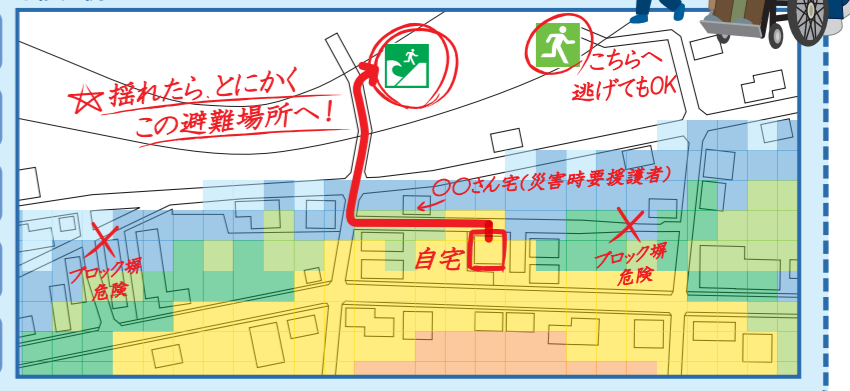 ☆揺れたら、とにかく
この避難場所へ!
こちらへ
逃げてもOK
○○さん宅(災害時要援護者)
自宅
ブロック塀
危険
ブロック塀
危険